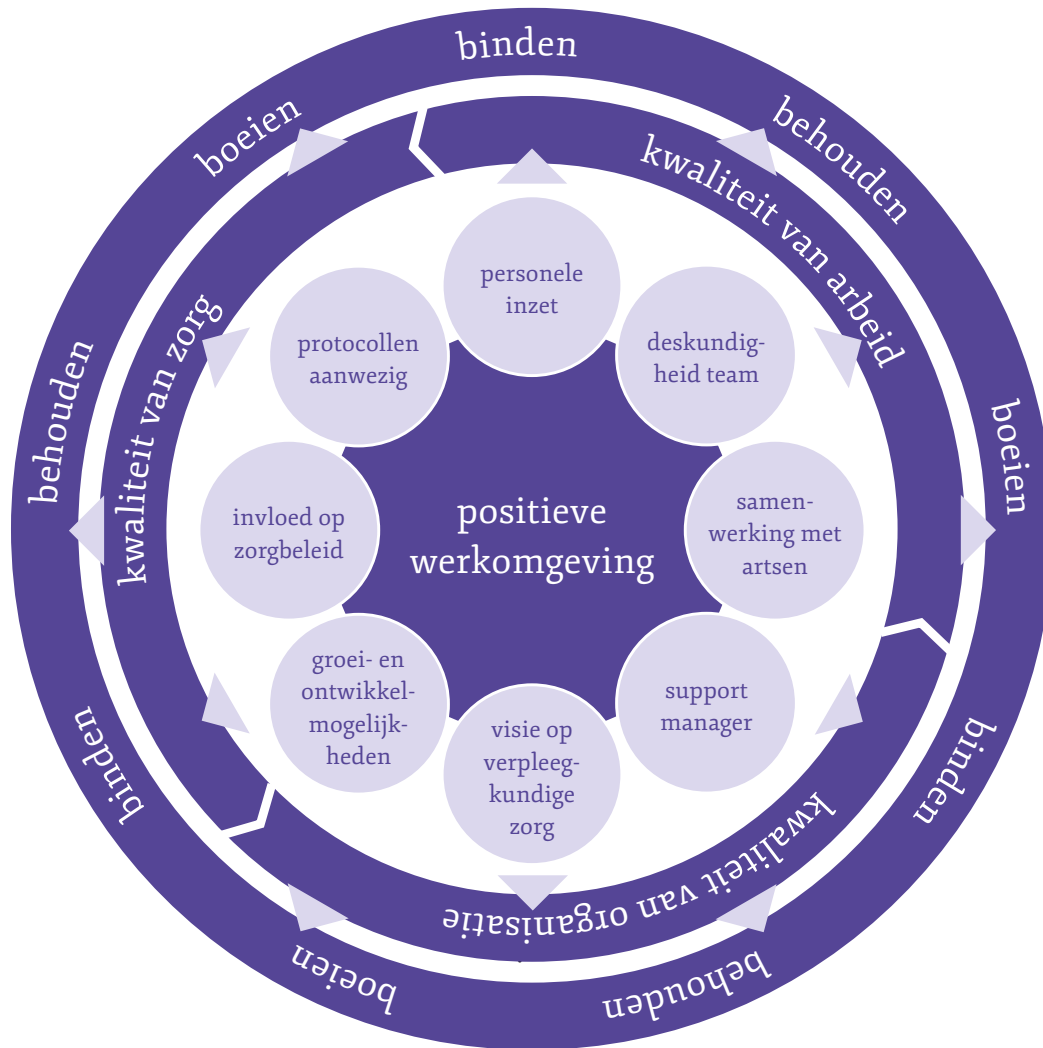 binden
behouden
boeien
binden
behouden
boeien
binden
behouden
boeien
kwaliteit van arbeid
kwaliteit van organisatie
kwaliteit van zorg
personele
inzet
deskundig-
heid team
samen-
werking met
artsen
support
manager
visie op
verpleeg-
kundige
zorg
groei- en
ontwikkel-
mogelijk-
heden
invloed op
zorgbeleid
protocollen
aanwezig
positieve
werkomgeving